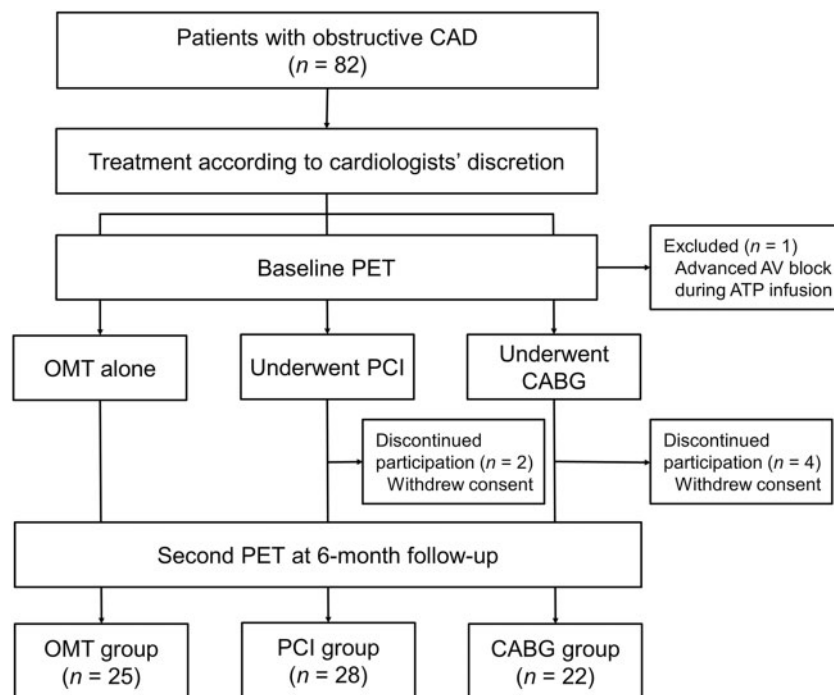 Patients with obstructive CAD
(n = 82)
Treatment according to cardiologists’ discretion
Baseline PET
Excluded (n = 1)
Advanced AV block
during ATP infusion
OMT alone
Underwent PCI
Underwent
CABG
Discontinued
participation (n = 2)
Withdrew consent
Discontinued
participation (n = 4)
Withdrew consent
Second PET at 6-month follow-up
OMT group
(n = 25)
PCI group
(n = 28)
CABG group
(n = 22)